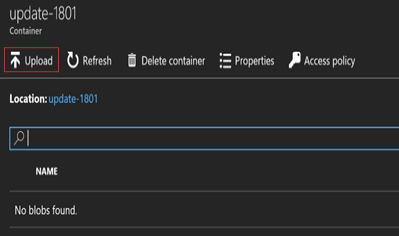 update-1801
Container
Upload Refresh Delete container Properties Access policy
Location: update-1801
NAME
No blobs found.